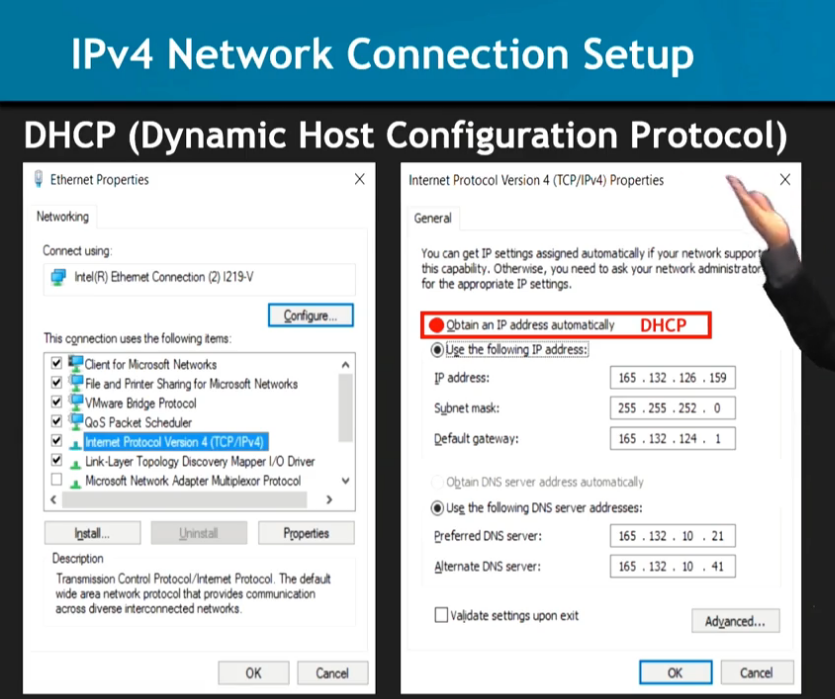 IPv4 Network Connection Setup
DHCP (Dynamic Host Configuration Protocol)
Ethernet Properties
Networking
Connect using:
Intel(R) Ethernet Connection (2) I219-V
Configure...
This connection uses the following items:
Client for Microsoft Networks
File and Printer Sharing for Microsoft Networks
VMware Bridge Protocol
QoS Packet Scheduler
Internet Protocol Version 4 (TCP/IPv4)
Link-Layer Topology Discovery Mapper I/O Driver
Microsoft Network Adapter Multiplexor Protocol
Install...
Uninstall
Properties
Description
Transmission Control Protocol/Internet Protocol. The default
wide area network protocol that provides communication
across diverse interconnected networks.
OK
Cancel
Internet Protocol Version 4 (TCP/IPv4) Properties
General
You can get IP settings assigned automatically if your network support
this capability. Otherwise, you need to ask your network administrator
for the appropriate IP settings.
Obtain an IP address automatically DHCP
Use the following IP address:
IP address: 165 . 132 . 126 . 159
Subnet mask: 255 . 255 . 252 . 0
Default gateway: 165 . 132 . 124 . 1
Obtain DNS server address automatically
Use the following DNS server addresses:
Preferred DNS server: 165 . 132 . 10 . 21
Alternate DNS server: 165 . 132 . 10 . 41
Validate settings upon exit
Advanced...
OK
Cancel